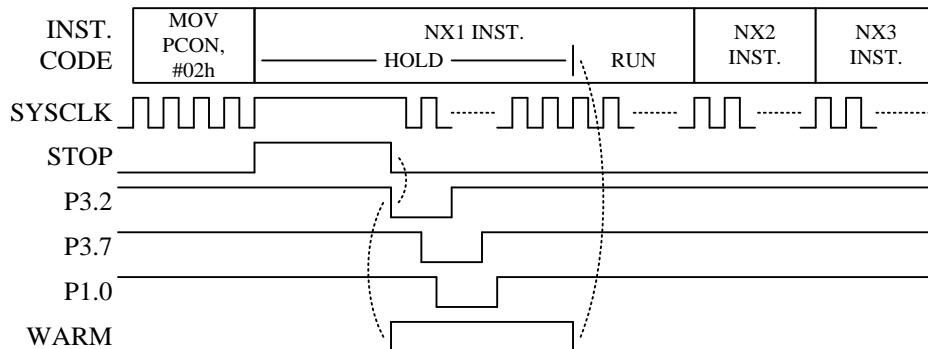 INST.
CODE
MOV
PCON,
#02h
NX1 INST.
HOLD
RUN
NX2
INST.
NX3
INST.
SYSCLK
STOP
P3.2
P3.7
P1.0
WARM